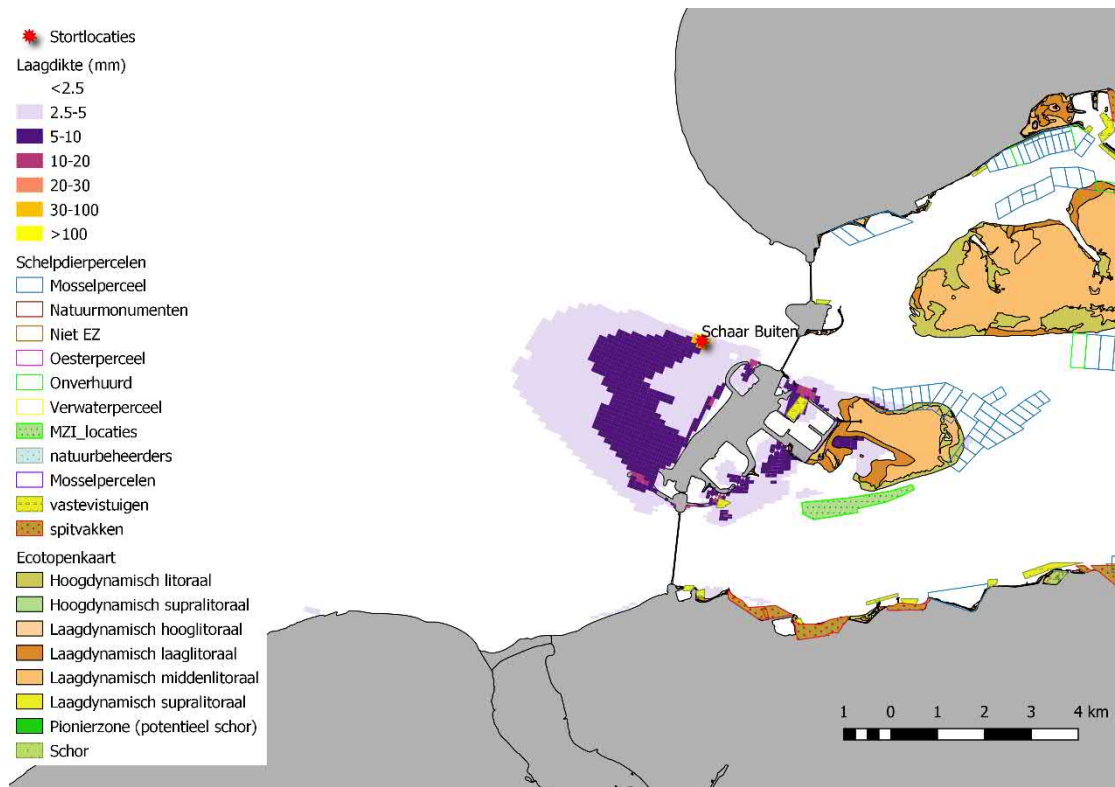 Stortlocaties
Laagdikte (mm)
<2.5
2.5-5
5-10
10-20
20-30
30-100
>100
Schelpdierpercelen
Mosselperceel
Natuurmonumenten
Niet EZ
Oesterperceel
Onverhuurd
Verwaterperceel
MZI_locaties
natuurbeheerders
Mosselpercelen
vastevistuigen
spitvakken
Ecotopenkaart
Hoogdynamisch litoraal
Hoogdynamisch supralitoraal
Laagdynamisch hooglitoraal
Laagdynamisch laaglitoraal
Laagdynamisch middenlitoraal
Laagdynamisch supralitoraal
Pionierzone (potentieel schor)
Schor
Schaar Buiten
1 0 1 2 3 4 km